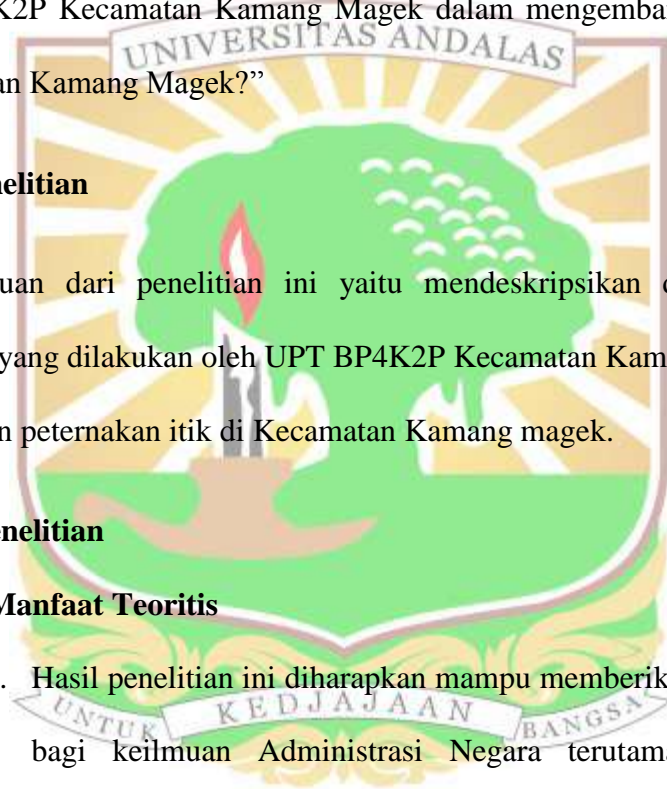 K2P Kecamatan Kamang Magek dalam mengemba
UNIVERSITAS ANDALAS
an Kamang Magek?”
nelitian
uan dari penelitian ini yaitu mendeskripsikan
yang dilakukan oleh UPT BP4K2P Kecamatan Kam
n peternakan itik di Kecamatan Kamang magek.
enelitian
Manfaat Teoritis
. Hasil penelitian ini diharapkan mampu memberik
UNTUK KEDJAJAAN BANGSA
bagi keilmuan Administrasi Negara terutama